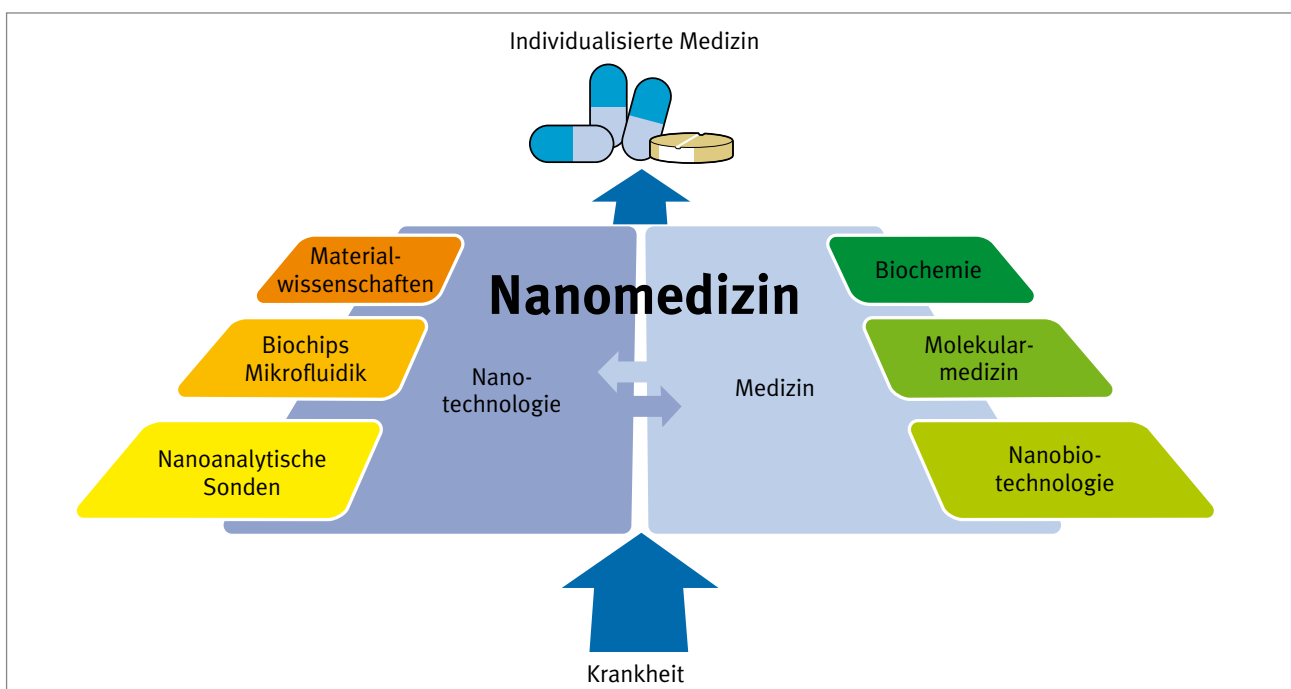 Individualisierte Medizin
Material-
wissenschaften
Biochemie
Nanomedizin
Biochips
Mikrofluidik
Nano-
technologie
Medizin
Molekular-
medizin
Nanoanalytische
Sonden
Nanobio-
technologie
Krankheit